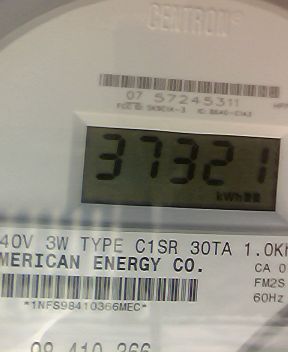 CENTRON®
07 57245311
37321
kWh
40V 3W TYPE C1SR 30TA 1.0K
MERICAN ENERGY CO.
CA 0
FM2S
60Hz
*1NFS98410366MEC*
98 410 366